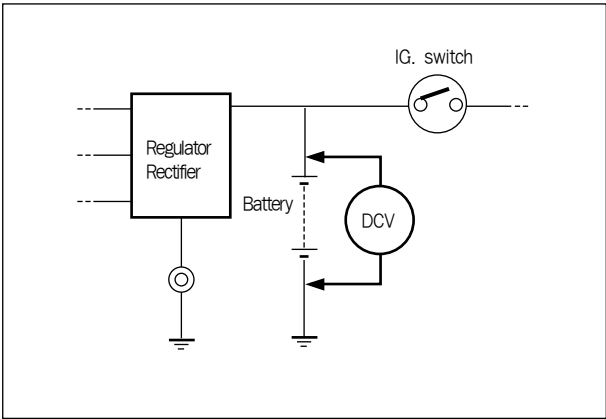 IG. switch
Regulator
Rectifier
Battery
DCV